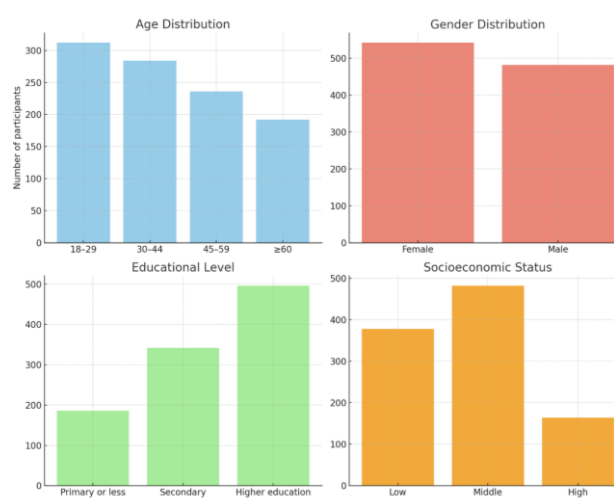 Age Distribution
Number of participants
300
250
200
150
100
50
0
18–29 30–44 45–59 ≥60
Gender Distribution
500
400
300
200
100
0
Female Male
Educational Level
500
400
300
200
100
0
Primary or less Secondary Higher education
Socioeconomic Status
500
400
300
200
100
0
Low Middle High